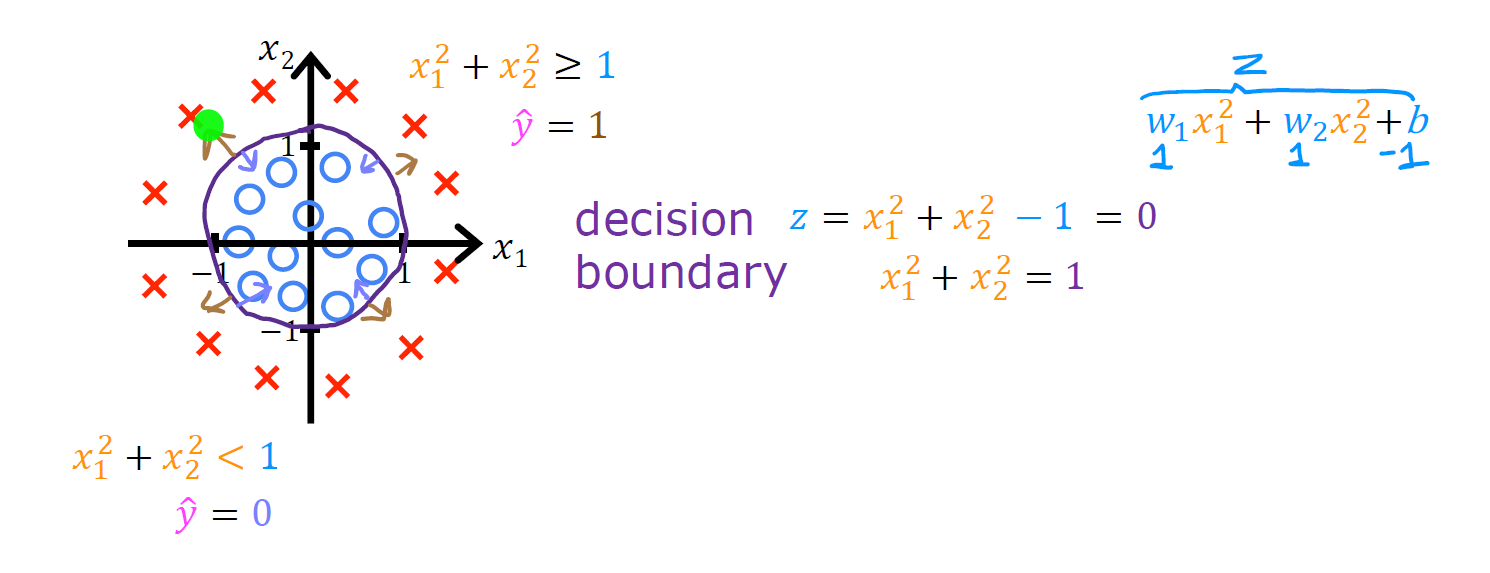 x₂
x₁² + x₂² ≥ 1
ŷ = 1
z
w₁x₁² + w₂x₂² + b
1 1 -1
1
decision boundary
z = x₁² + x₂² − 1 = 0
x₁² + x₂² = 1
x₁
−1
1
−1
x₁² + x₂² < 1
ŷ = 0